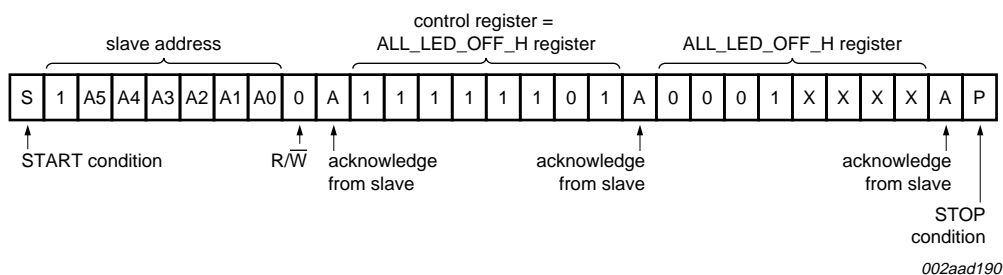 control register =
slave address
ALL_LED_OFF_H register
ALL_LED_OFF_H register
S 1 A5 A4 A3 A2 A1 A0 0 A 1 1 1 1 1 1 0 1 A 0 0 0 1 X X X X A P
START condition
R/W̅
acknowledge
from slave
acknowledge
from slave
acknowledge
from slave
STOP
condition
002aad190